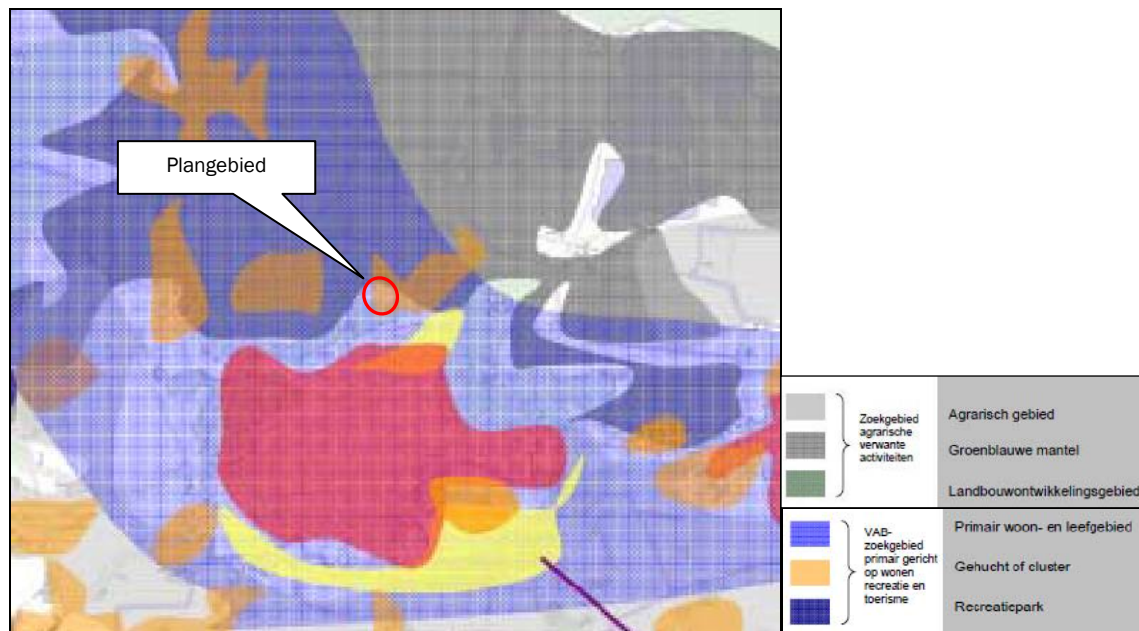 Plangebied
Zoekgebied
agrarische
verwante
activiteiten
Agrarisch gebied
Groenblauwe mantel
Landbouwontwikkelingsgebied
VAB-
zoekgebied
primair gericht
op wonen
recreatie en
toerisme
Primair woon- en leefgebied
Gehucht of cluster
Recreatiepark